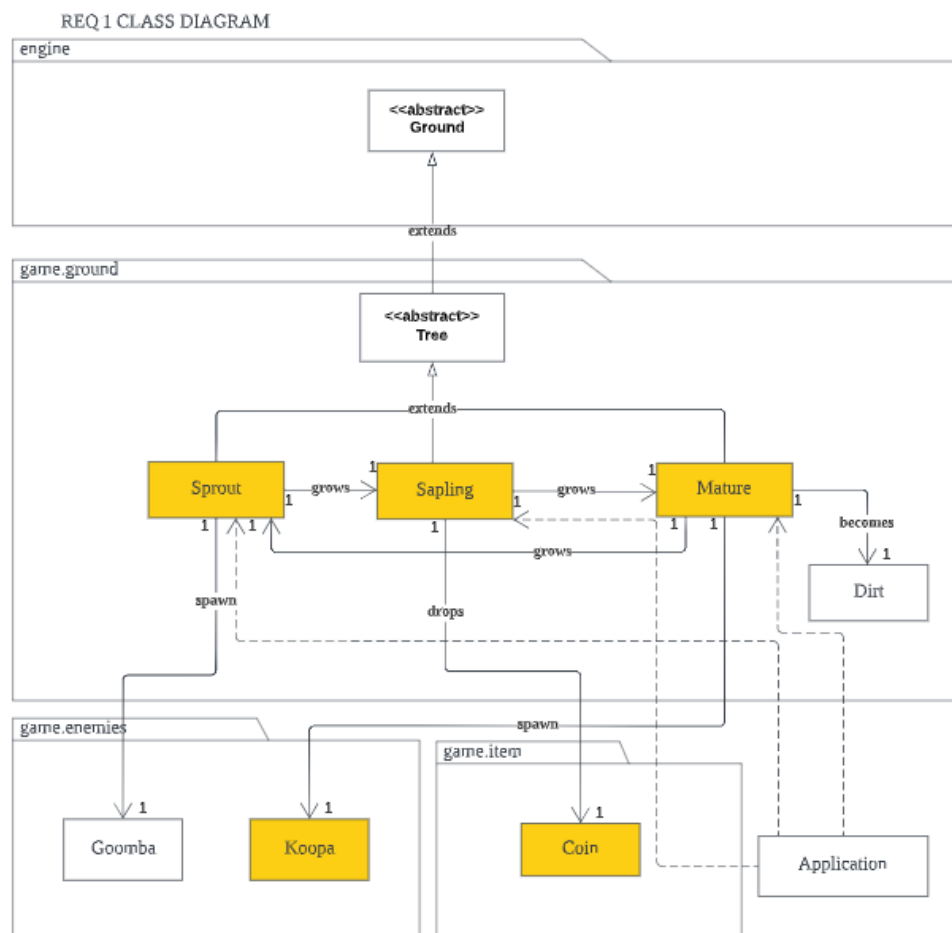 REQ 1 CLASS DIAGRAM
engine
<<abstract>>
Ground
extends
game.ground
<<abstract>>
Tree
extends
Sprout
1
grows
1
Sapling
1
grows
1
Mature
1
1
1
1
1
1
becomes
grows
1
Dirt
spawn
drops
spawn
game.enemies
game.item
1
Goomba
1
Koopa
1
Coin
Application